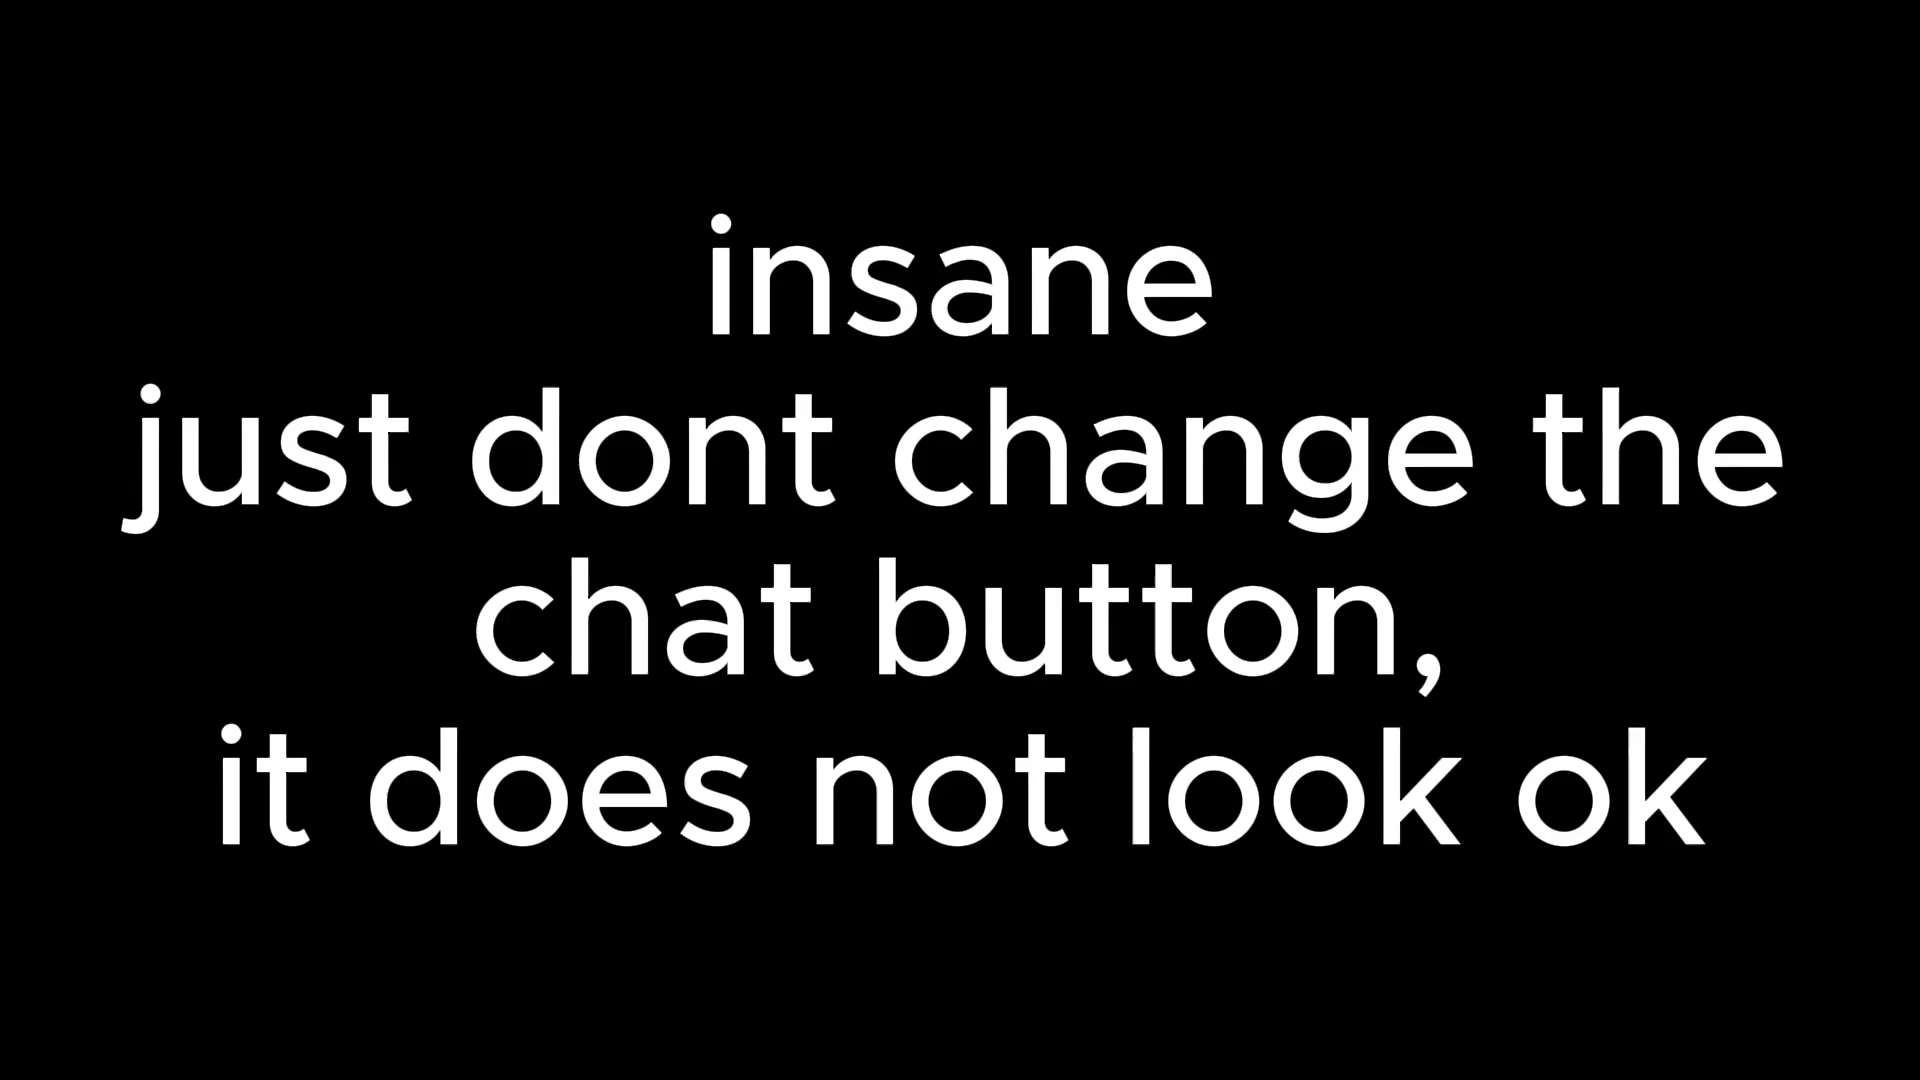 insane
just dont change the
chat button,
it does not look ok